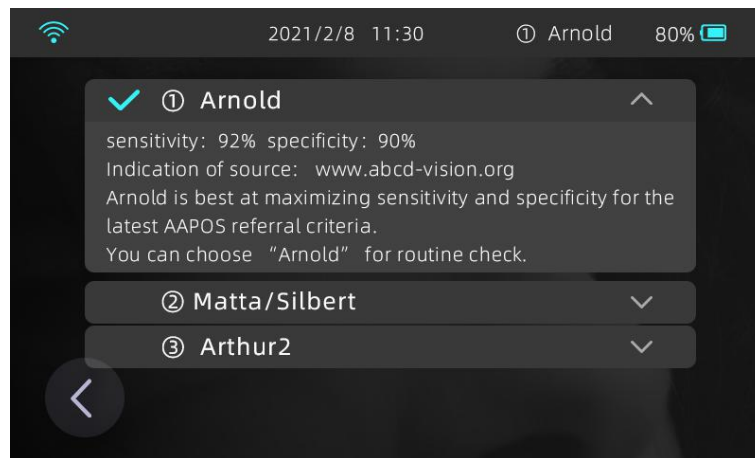 2021/2/8 11:30 ① Arnold 80%
① Arnold
sensitivity: 92% specificity: 90%
Indication of source: www.abcd-vision.org
Arnold is best at maximizing sensitivity and specificity for the
latest AAPOS referral criteria.
You can choose “Arnold” for routine check.
② Matta/Silbert
③ Arthur2